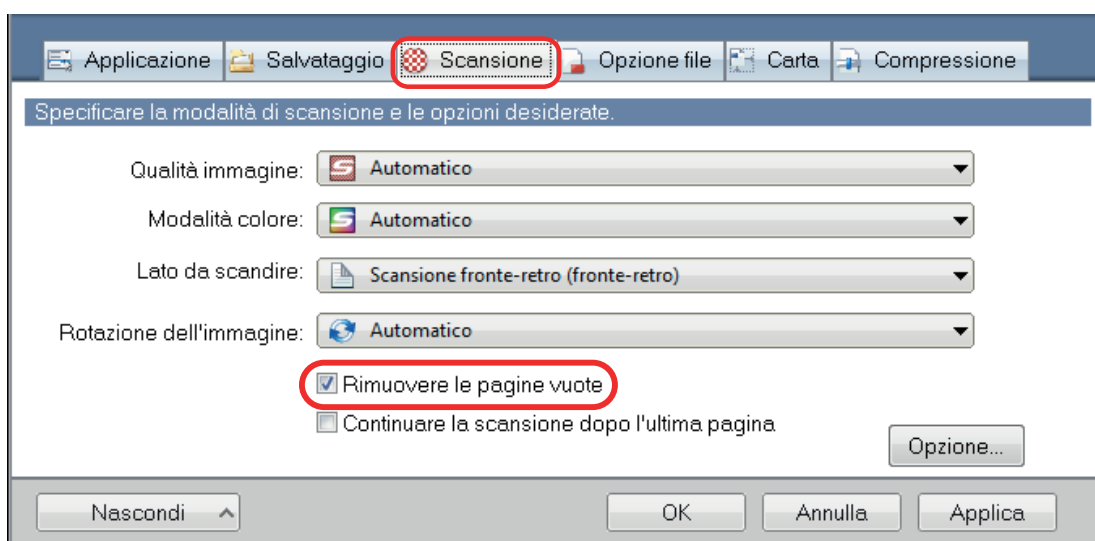 Applicazione Salvataggio Scansione Opzione file Carta Compressione
Specificare la modalità di scansione e le opzioni desiderate.
Qualità immagine: Automatico
Modalità colore: Automatico
Lato da scandire: Scansione fronte-retro (fronte-retro)
Rotazione dell'immagine: Automatico
Rimuovere le pagine vuote
Continuare la scansione dopo l'ultima pagina
Opzione...
Nascondi OK Annulla Applica